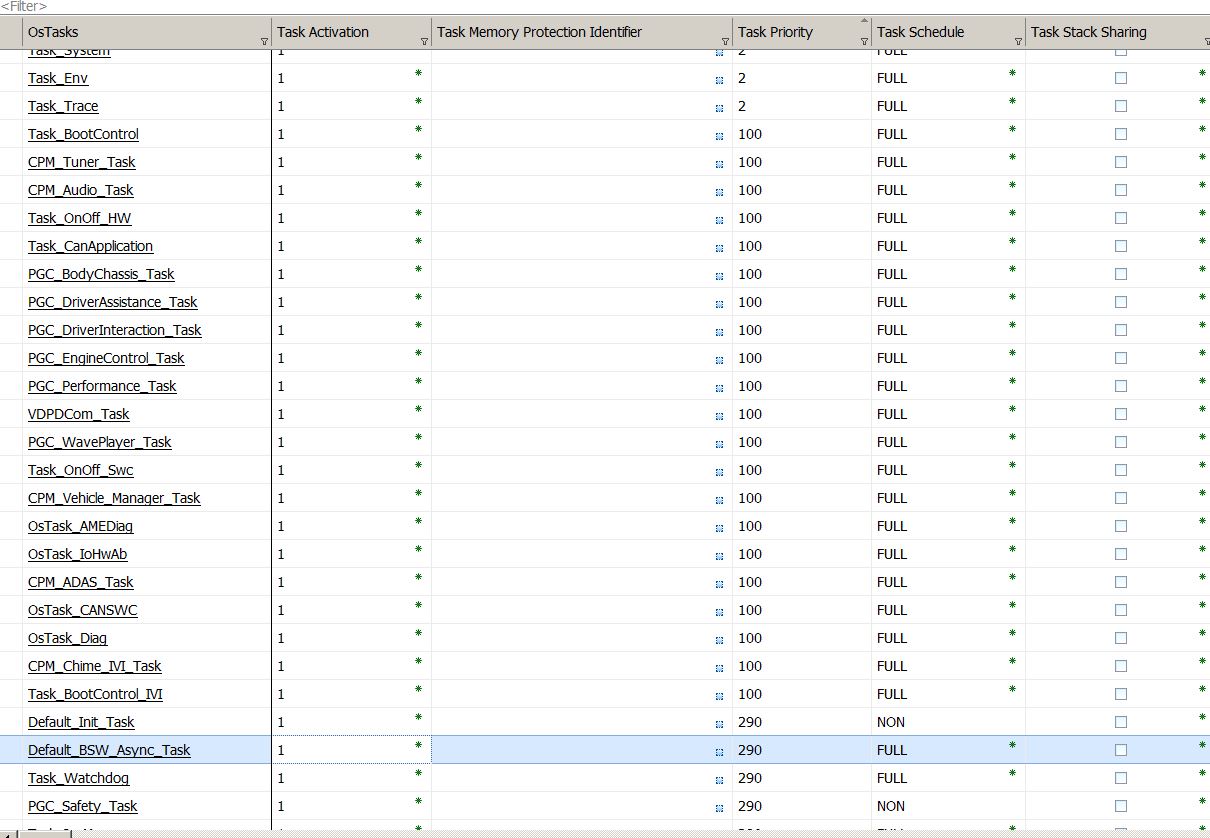 <Filter>
OsTasks Task Activation Task Memory Protection Identifier Task Priority Task Schedule Task Stack Sharing
Task_System 1 2 FULL
Task_Env 1 * 2 FULL * *
Task_Trace 1 * 2 FULL * *
Task_BootControl 1 * 100 FULL * *
CPM_Tuner_Task 1 * 100 FULL * *
CPM_Audio_Task 1 * 100 FULL * *
Task_OnOff_HW 1 * 100 FULL * *
Task_CanApplication 1 * 100 FULL * *
PGC_BodyChassis_Task 1 * 100 FULL * *
PGC_DriverAssistance_Task 1 * 100 FULL * *
PGC_DriverInteraction_Task 1 * 100 FULL * *
PGC_EngineControl_Task 1 * 100 FULL * *
PGC_Performance_Task 1 * 100 FULL * *
VDPDCom_Task 1 * 100 FULL * *
PGC_WavePlayer_Task 1 * 100 FULL * *
Task_OnOff_Swc 1 * 100 FULL * *
CPM_Vehicle_Manager_Task 1 * 100 FULL * *
OsTask_AMEDiag 1 * 100 FULL * *
OsTask_IoHwAb 1 * 100 FULL * *
CPM_ADAS_Task 1 * 100 FULL * *
OsTask_CANSWC 1 * 100 FULL * *
OsTask_Diag 1 * 100 FULL * *
CPM_Chime_IVI_Task 1 * 100 FULL * *
Task_BootControl_IVI 1 * 100 FULL * *
Default_Init_Task 1 * 290 NON *
Default_BSW_Async_Task 1 * 290 FULL * *
Task_Watchdog 1 * 290 FULL * *
PGC_Safety_Task 1 * 290 NON *